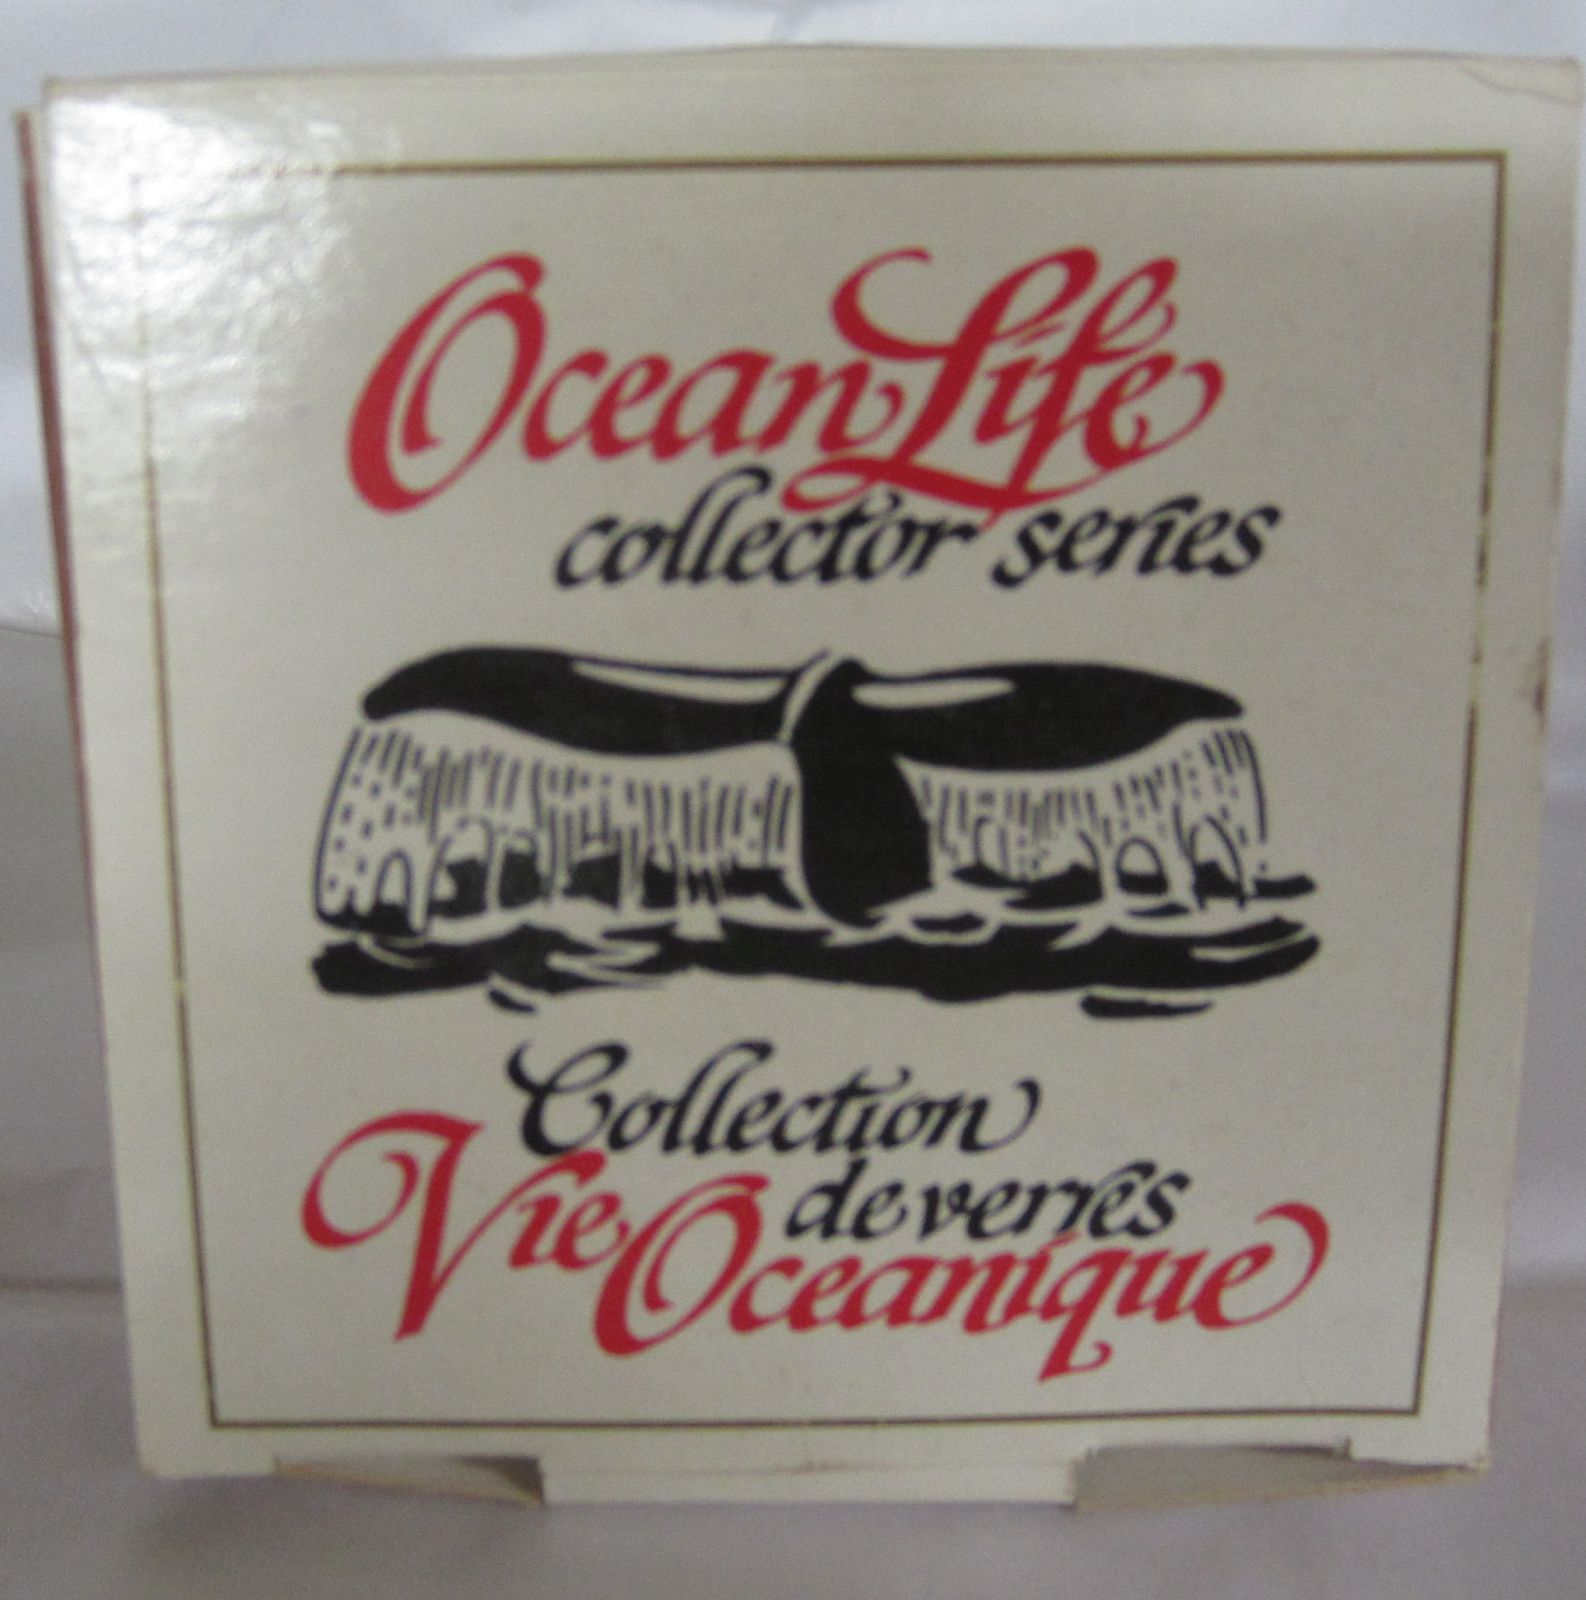 Ocean Life
collector series
Collection
de verres
Vie Oceanique